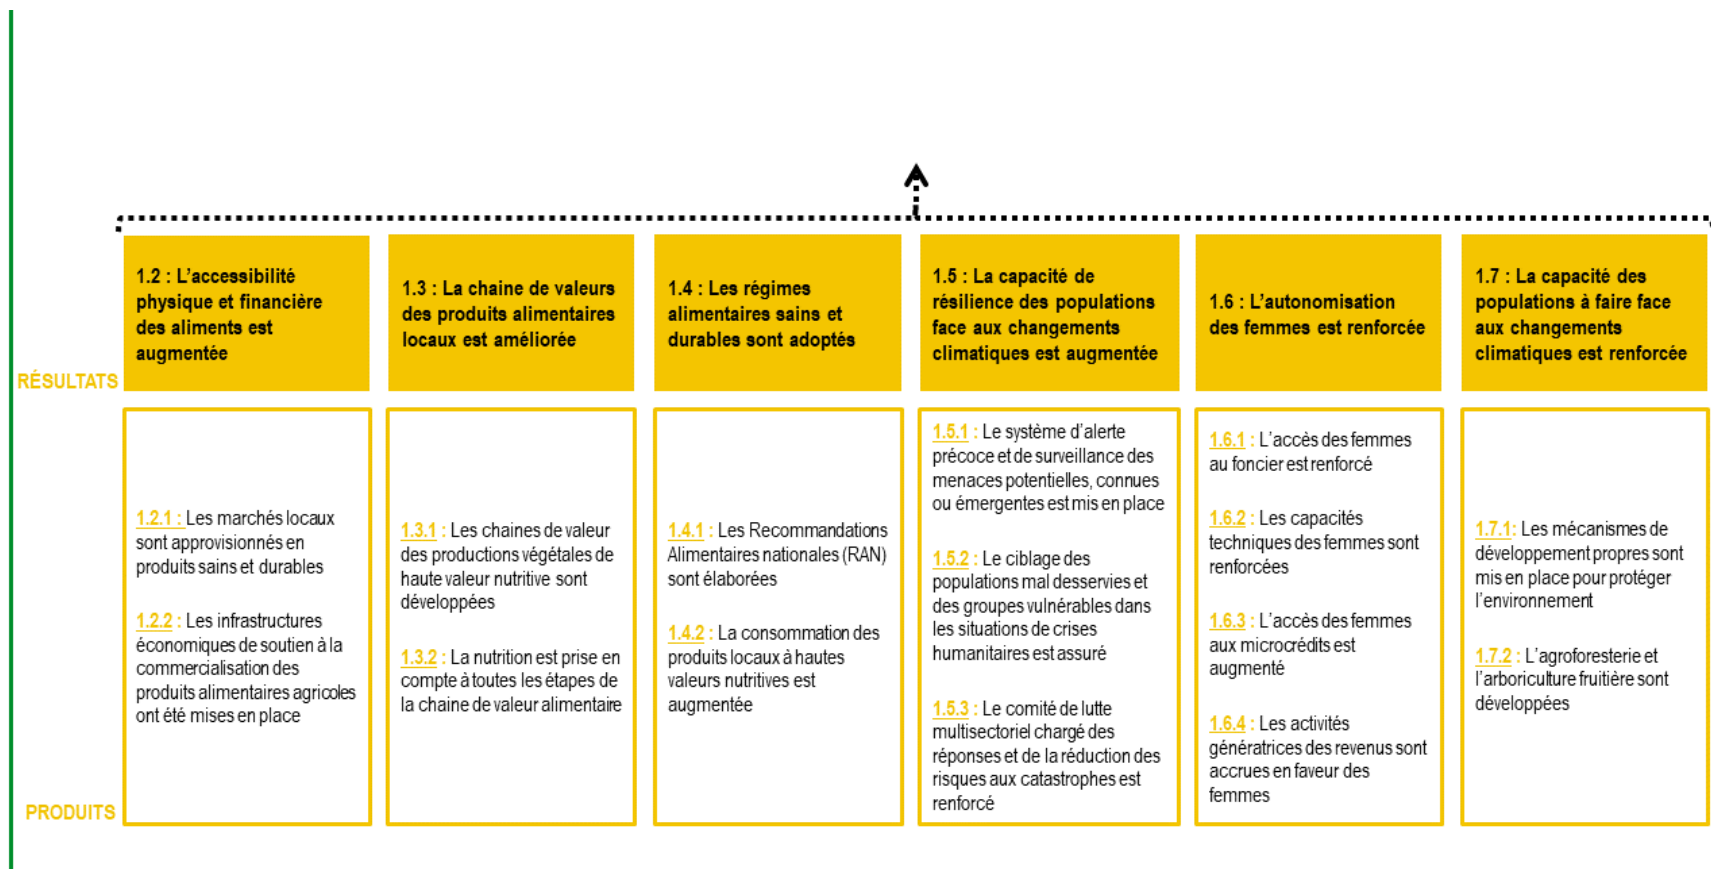 1.2 : L’accessibilité
physique et financière
des aliments est
augmentée
1.3 : La chaine de valeurs
des produits alimentaires
locaux est améliorée
1.4 : Les régimes
alimentaires sains et
durables sont adoptés
1.5 : La capacité de
résilience des populations
face aux changements
climatiques est augmentée
1.6 : L’autonomisation
des femmes est renforcée
1.7 : La capacité des
populations à faire face
aux changements
climatiques est renforcée
RÉSULTATS
1.2.1 : Les marchés locaux
sont approvisionnés en
produits sains et durables
1.2.2 : Les infrastructures
économiques de soutien à la
commercialisation des
produits alimentaires agricoles
ont été mises en place
1.3.1 : Les chaines de valeur
des productions végétales de
haute valeur nutritive sont
développées
1.3.2 : La nutrition est prise en
compte à toutes les étapes de
la chaine de valeur alimentaire
1.4.1 : Les Recommandations
Alimentaires nationales (RAN)
sont élaborées
1.4.2 : La consommation des
produits locaux à hautes
valeurs nutritives est
augmentée
1.5.1 : Le système d’alerte
précoce et de surveillance des
menaces potentielles, connues
ou émergentes est mis en place
1.5.2 : Le ciblage des
populations mal desservies et
des groupes vulnérables dans
les situations de crises
humanitaires est assuré
1.5.3 : Le comité de lutte
multisectoriel chargé des
réponses et de la réduction des
risques aux catastrophes est
renforcé
1.6.1 : L’accès des femmes
au foncier est renforcé
1.6.2 : Les capacités
techniques des femmes sont
renforcées
1.6.3 : L’accès des femmes
aux microcrédits est
augmenté
1.6.4 : Les activités
génératrices des revenus sont
accrues en faveur des
femmes
1.7.1: Les mécanismes de
développement propres sont
mis en place pour protéger
l’environnement
1.7.2 : L’agroforesterie et
l’arboriculture fruitière sont
développées
PRODUITS